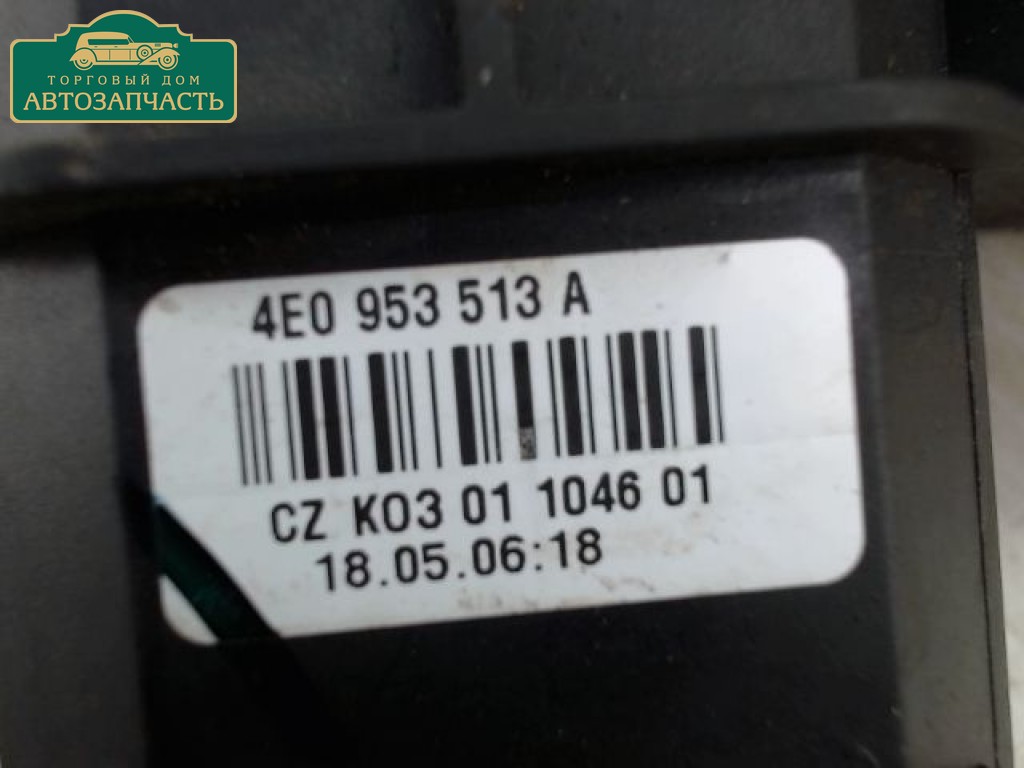 ТОРГОВЫЙ ДОМ
АВТОЗАПЧАСТЬ
4E0 953 513 A
CZ K03 01 1046 01
18.05.06:18